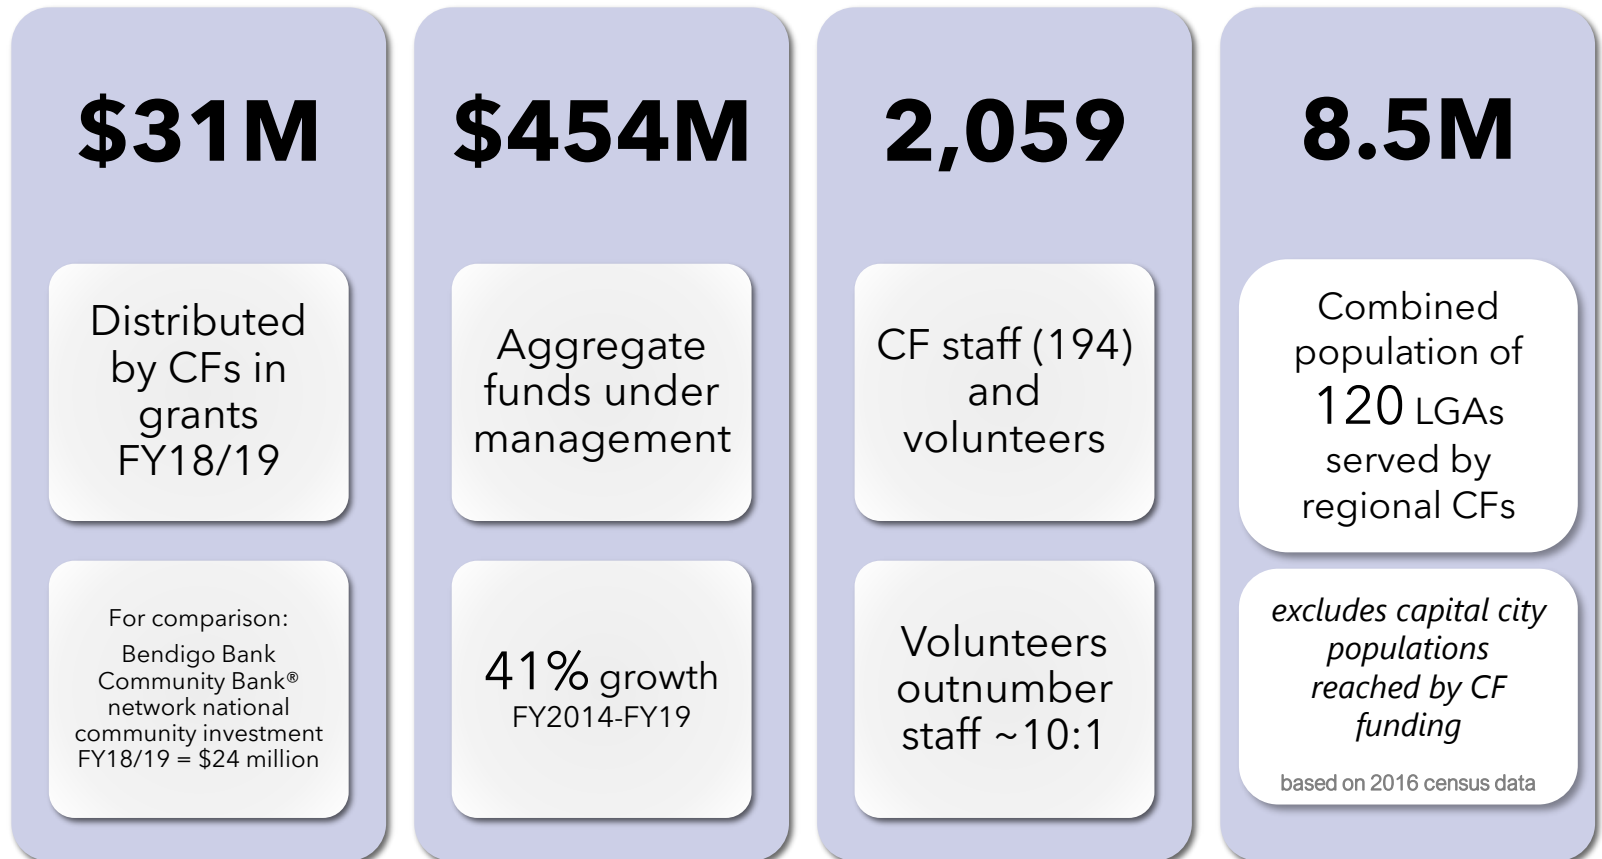 $31M
Distributed
by CFs in
grants
FY18/19
For comparison:
Bendigo Bank
Community Bank®
network national
community investment
FY18/19 = $24 million
$454M
Aggregate
funds under
management
41% growth
FY2014-FY19
2,059
CF staff (194)
and
volunteers
Volunteers
outnumber
staff ~10:1
8.5M
Combined
population of
120 LGAs
served by
regional CFs
excludes capital city
populations
reached by CF
funding
based on 2016 census data